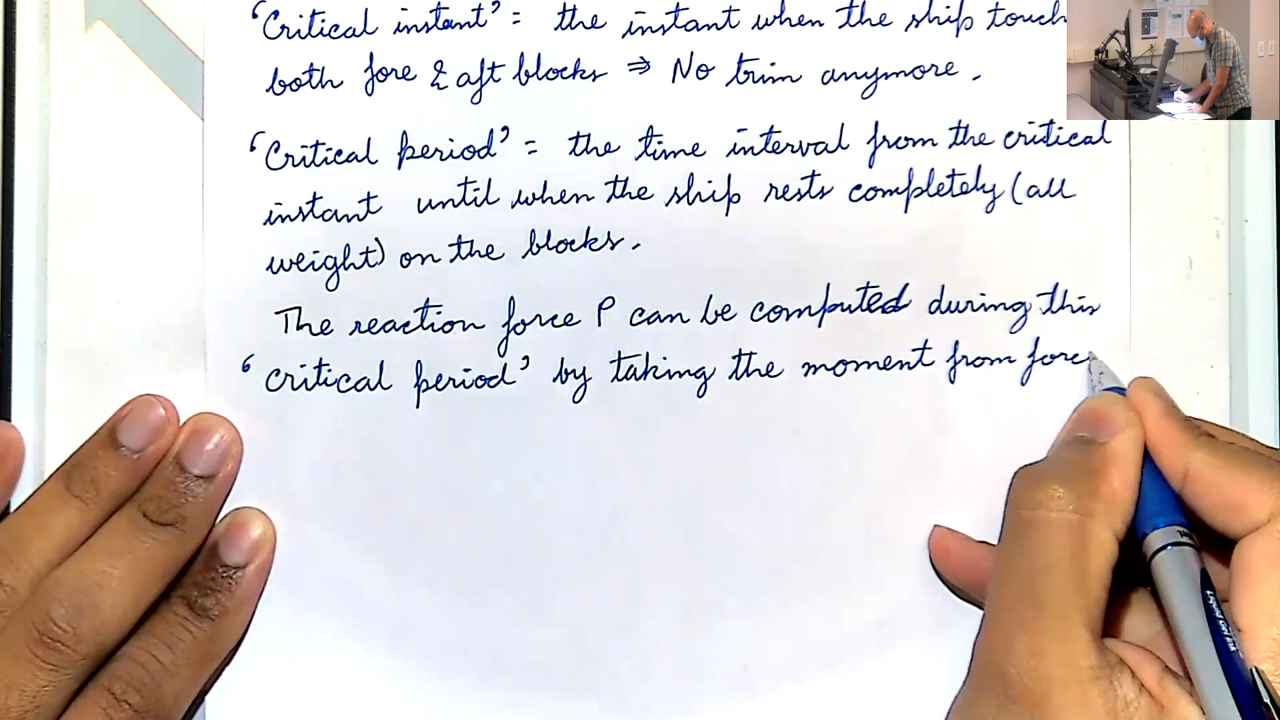 ‘Critical instant’ = the instant when the ship touch
both fore & aft blocks ⇒ No trim anymore.
‘Critical period’ = the time interval from the critical
instant until when the ship rests completely (all
weight) on the blocks.
The reaction force P can be computed during this
‘critical period’ by taking the moment from fore